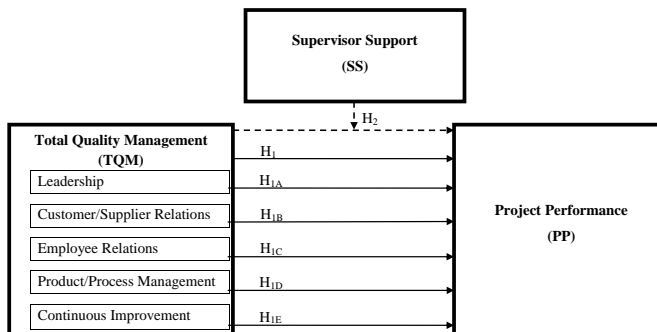 Supervisor Support
(SS)
H2
Total Quality Management
(TQM)
H1
Leadership
H1A
Customer/Supplier Relations
H1B
Employee Relations
H1C
Product/Process Management
H1D
Continuous Improvement
H1E
Project Performance
(PP)